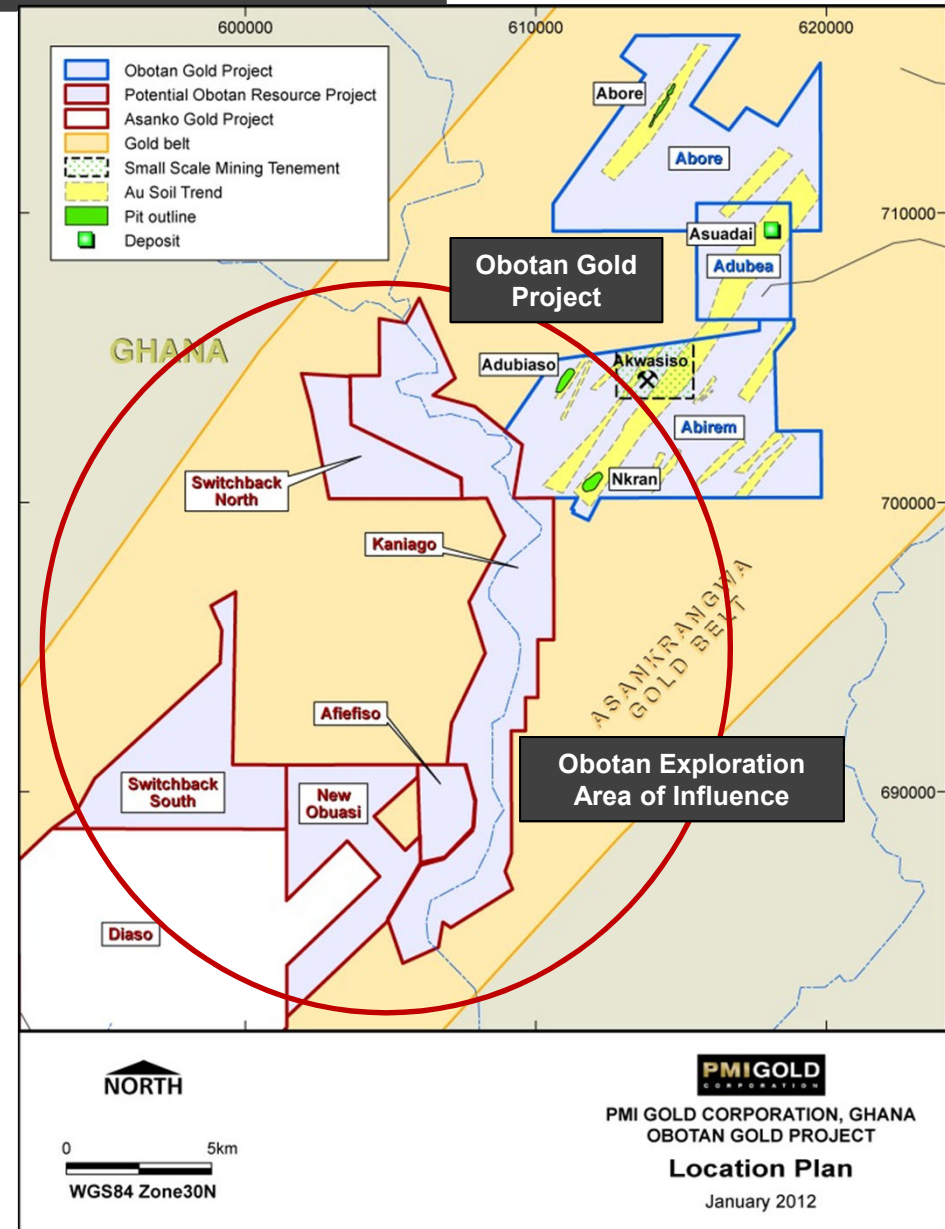 600000
610000
620000
Obotan Gold Project
Potential Obotan Resource Project
Asanko Gold Project
Gold belt
Small Scale Mining Tenement
Au Soil Trend
Pit outline
Deposit
Abore
Abore
710000
Asuadai
Adubea
Obotan Gold
Project
GHANA
Adubiaso
Akwasiso
Abirem
Switchback
North
Nkran
700000
Kaniago
ASANKRANGWA
GOLD BELT
Afiefiso
Obotan Exploration
Area of Influence
Switchback
South
New
Obuasi
690000
Diaso
NORTH
0 5km
WGS84 Zone30N
PMIGOLD
CORPORATION
PMI GOLD CORPORATION, GHANA
OBOTAN GOLD PROJECT
Location Plan
January 2012